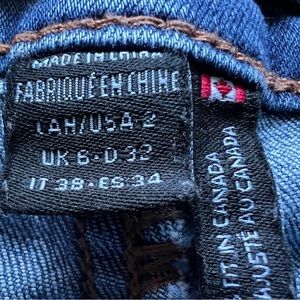 MADE IN CHINA
FABRIQUÉ EN CHINE
CAN/USA-2
UK 6-D 32
IT 38-ES 34
FIT IN CANADA
AJUSTÉ AU CANADA